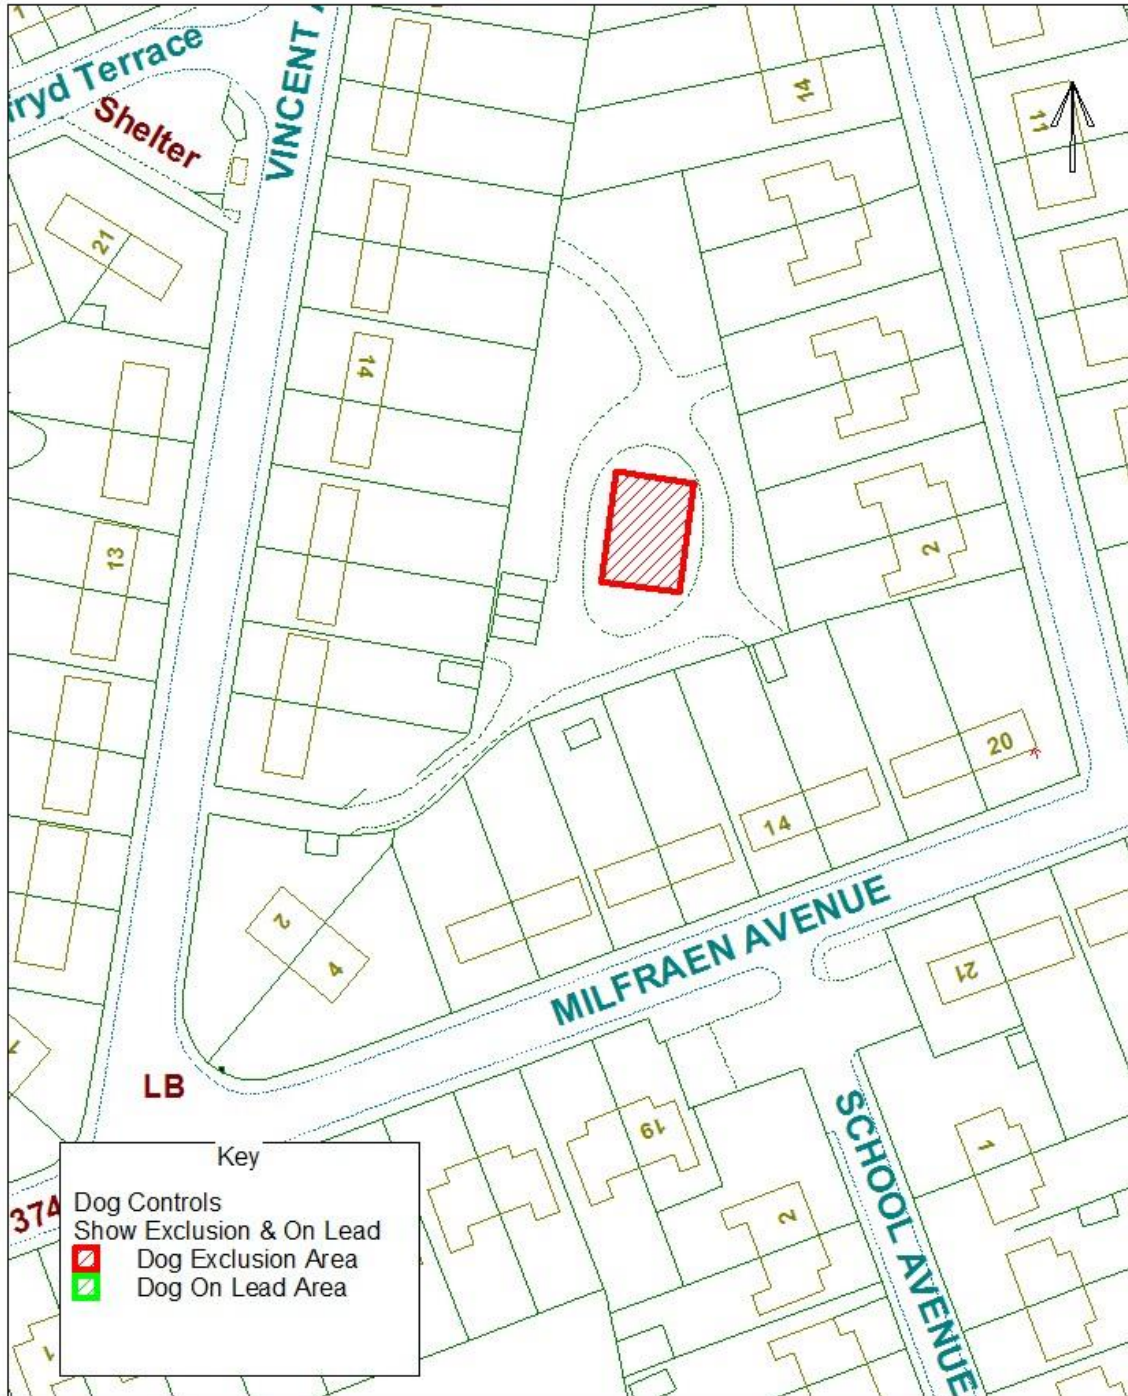 1
ryd Terrace
VINCENT
Shelter
14
11
21
14
13
2
20
14
2
4
MILFRAEN AVENUE
21
LB
19
SCHOOL AVENUE
1
2
374
1
Key
Dog Controls
Show Exclusion & On Lead
Dog Exclusion Area
Dog On Lead Area